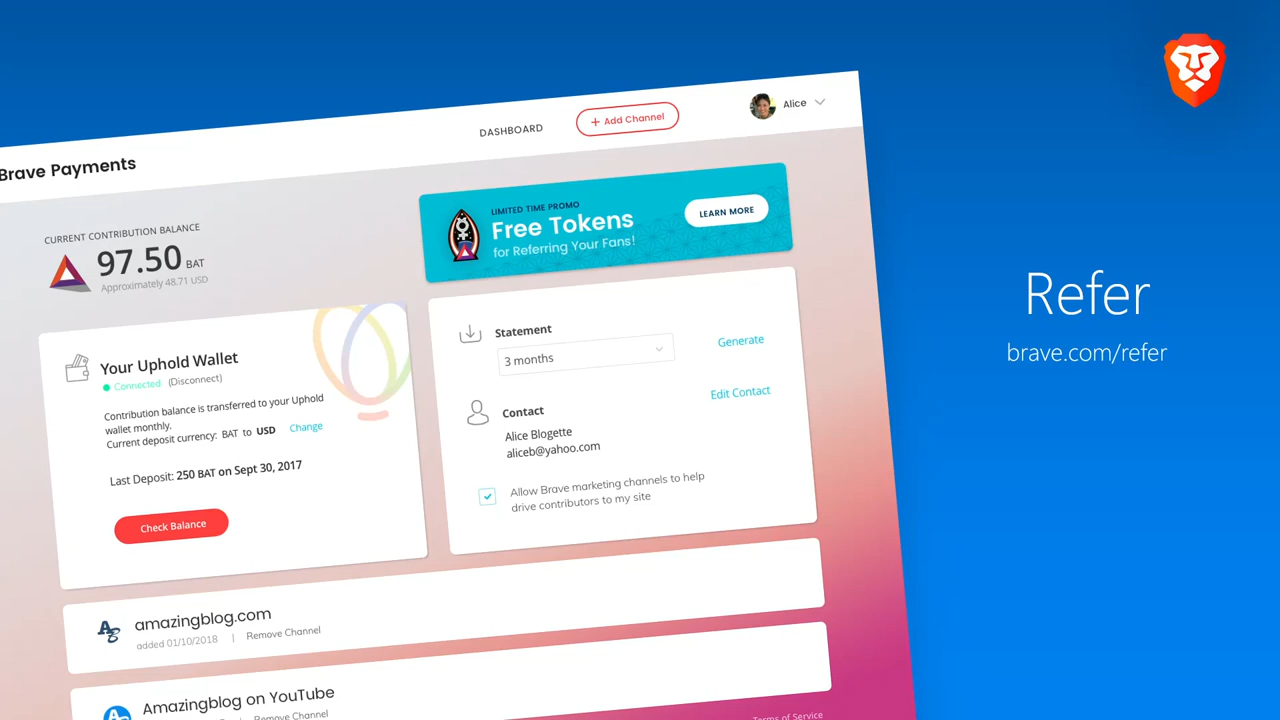 Brave Payments
DASHBOARD
+ Add Channel
Alice
CURRENT CONTRIBUTION BALANCE
97.50 BAT
Approximately 48.71 USD
LIMITED TIME PROMO
Free Tokens
for Referring Your Fans!
LEARN MORE
Your Uphold Wallet
Connected (Disconnect)
Contribution balance is transferred to your Uphold
wallet monthly.
Current deposit currency: BAT to USD Change
Last Deposit: 250 BAT on Sept 30, 2017
Check Balance
Statement
3 months
Generate
Contact
Edit Contact
Alice Blogette
aliceb@yahoo.com
Allow Brave marketing channels to help
drive contributors to my site
amazingblog.com
added 01/10/2018 | Remove Channel
Amazingblog on YouTube
Remove Channel
Terms of Service
Refer
brave.com/refer